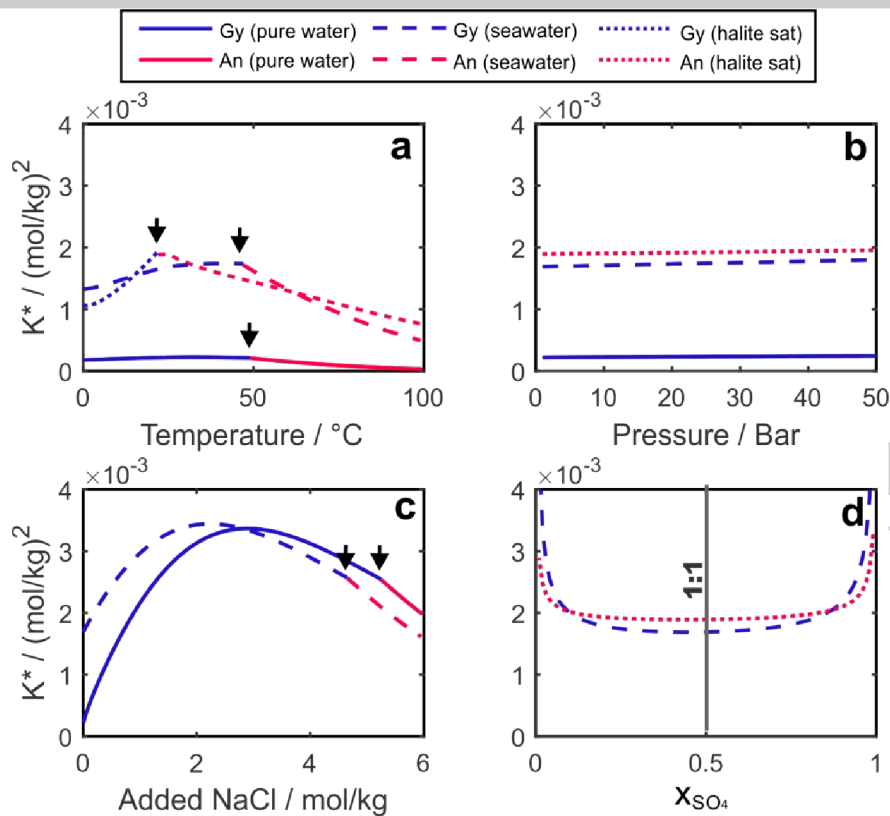 Gy (pure water) Gy (seawater) Gy (halite sat)
An (pure water) An (seawater) An (halite sat)
×10⁻³
a
K* / (mol/kg)²
4
3
2
1
0
0 50 100
Temperature / °C
×10⁻³
b
4
3
2
1
0
0 10 20 30 40 50
Pressure / Bar
×10⁻³
c
K* / (mol/kg)²
4
3
2
1
0
0 2 4 6
Added NaCl / mol/kg
×10⁻³
d
4
3
2
1
0
1:1
0 0.5 1
x_SO₄